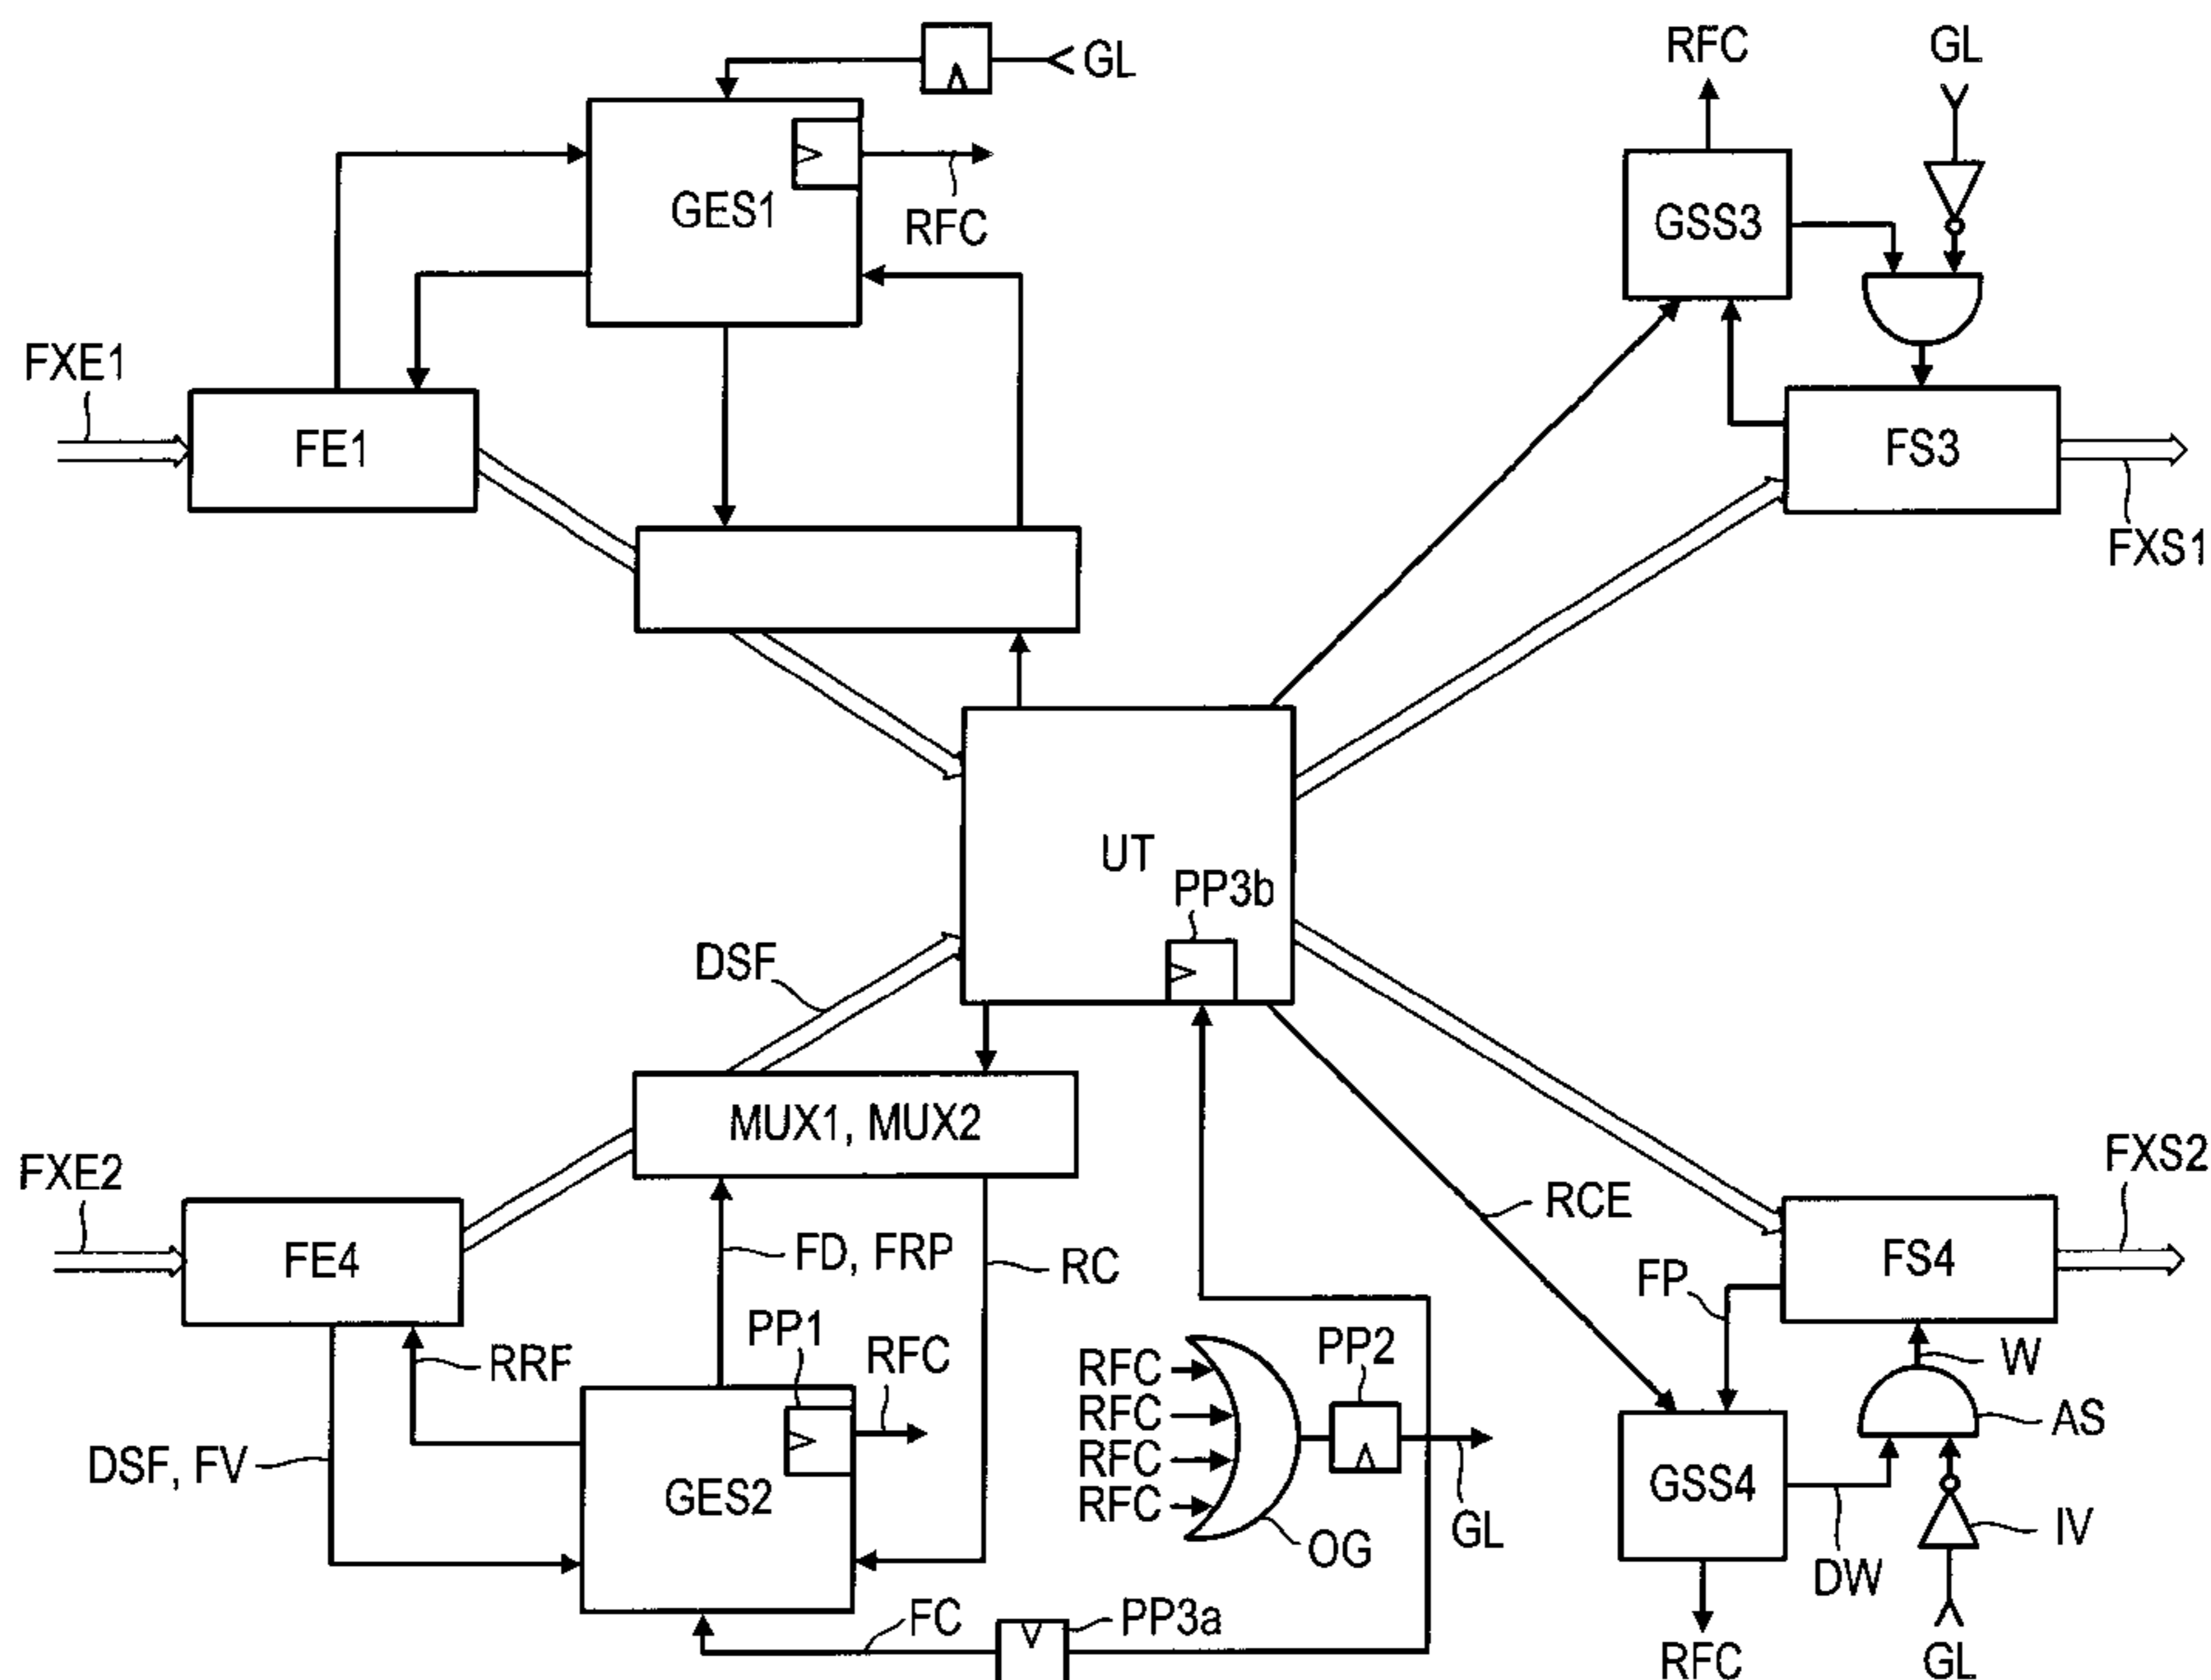 GL
RFC
GL
GES1
RFC
GSS3
FXE1
FE1
FS3
FXS1
UT
PP3b
DSF
MUX1, MUX2
FXE2
FE4
FD, FRP
RC
RCE
FXS2
FP
FS4
RRF
PP1
RFC
RFC
RFC
RFC
RFC
PP2
W
AS
DSF, FV
GES2
OG
GL
GSS4
DW
IV
FC
PP3a
RFC
GL